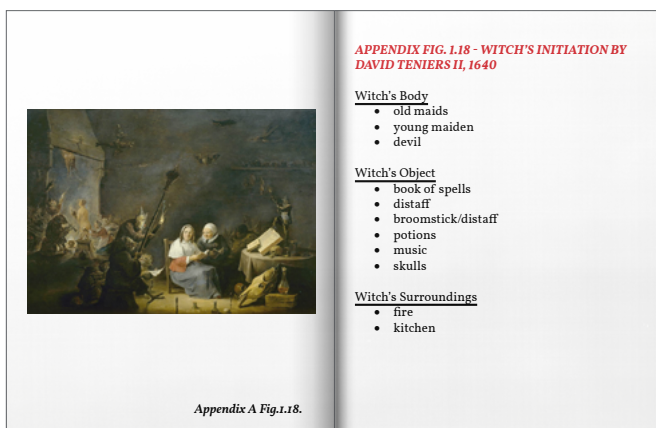 Appendix A Fig.1.18.
APPENDIX FIG. 1.18 - WITCH'S INITIATION BY
DAVID TENIERS II, 1640
Witch's Body
• old maids
• young maiden
• devil
Witch's Object
• book of spells
• distaff
• broomstick/distaff
• potions
• music
• skulls
Witch's Surroundings
• fire
• kitchen